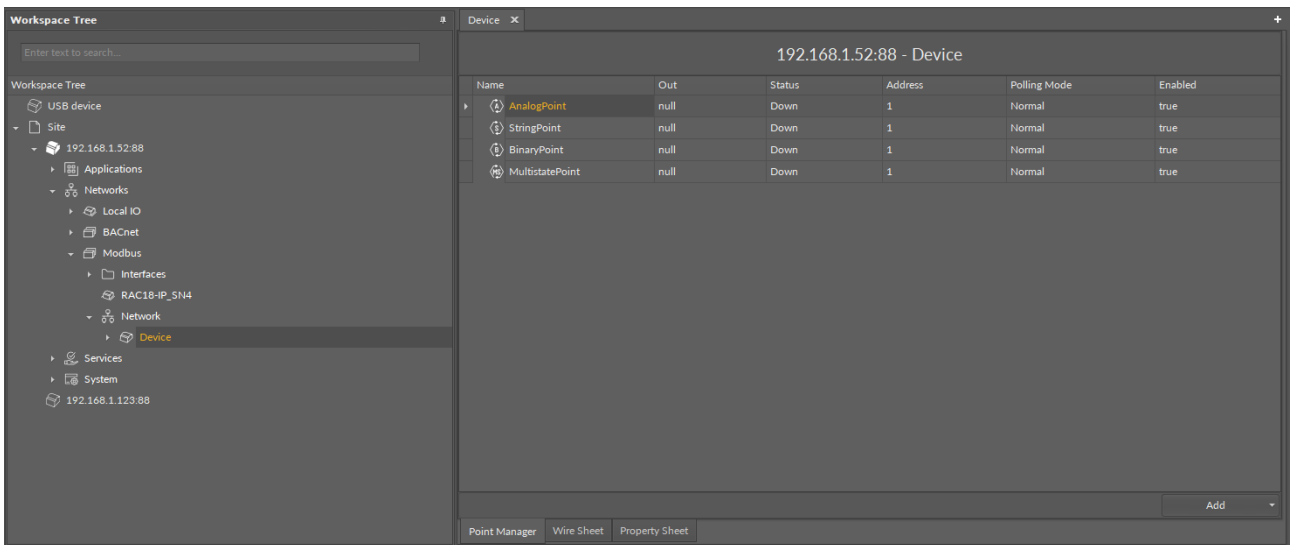 Workspace Tree
Enter text to search...
Workspace Tree
USB device
Site
192.168.1.52:88
Applications
Networks
Local IO
BACnet
Modbus
Interfaces
RAC18-IP_SN4
Network
Device
Services
System
192.168.1.123:88
Device
192.168.1.52:88 - Device
Name Out Status Address Polling Mode Enabled
A AnalogPoint null Down 1 Normal true
S StringPoint null Down 1 Normal true
B BinaryPoint null Down 1 Normal true
MS MultistatePoint null Down 1 Normal true
Add
Point Manager Wire Sheet Property Sheet